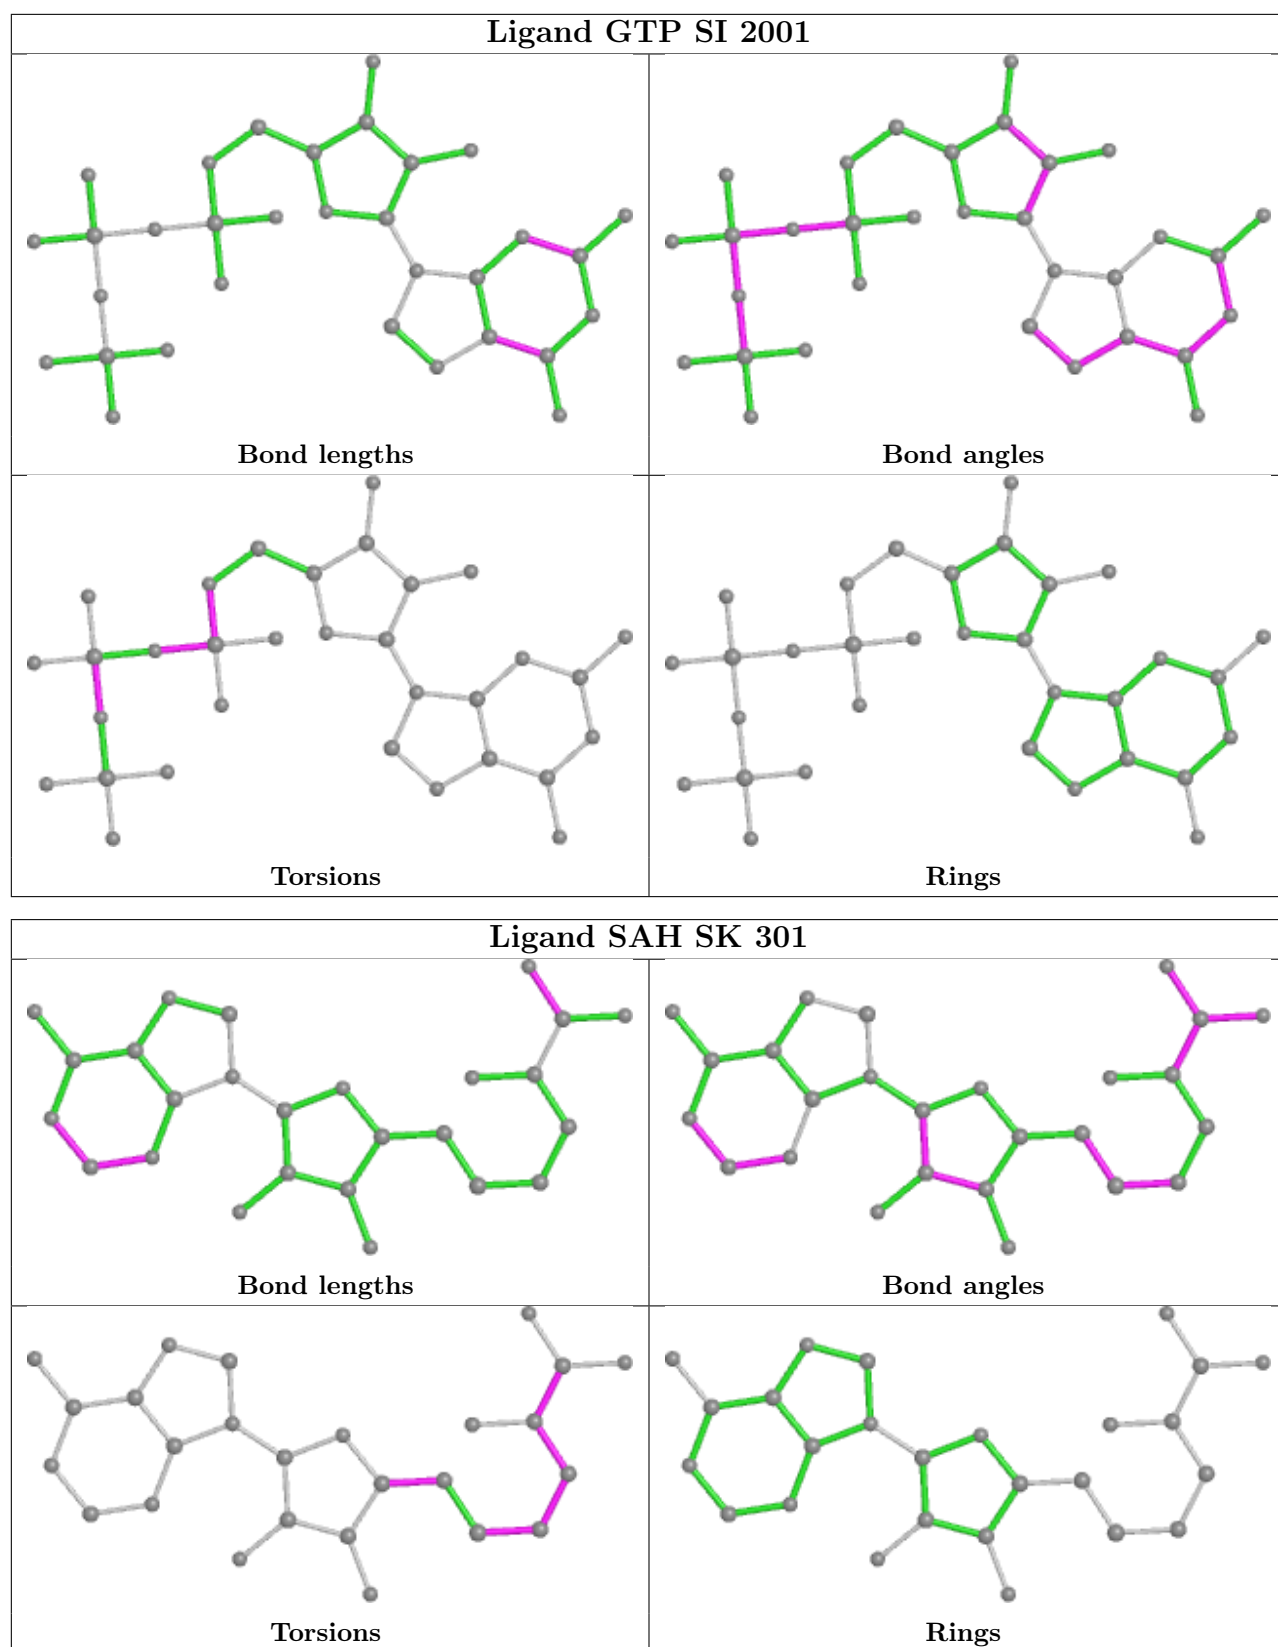 Ligand GTP SI 2001
Bond lengths
Bond angles
Torsions
Rings
Ligand SAH SK 301
Bond lengths
Bond angles
Torsions
Rings